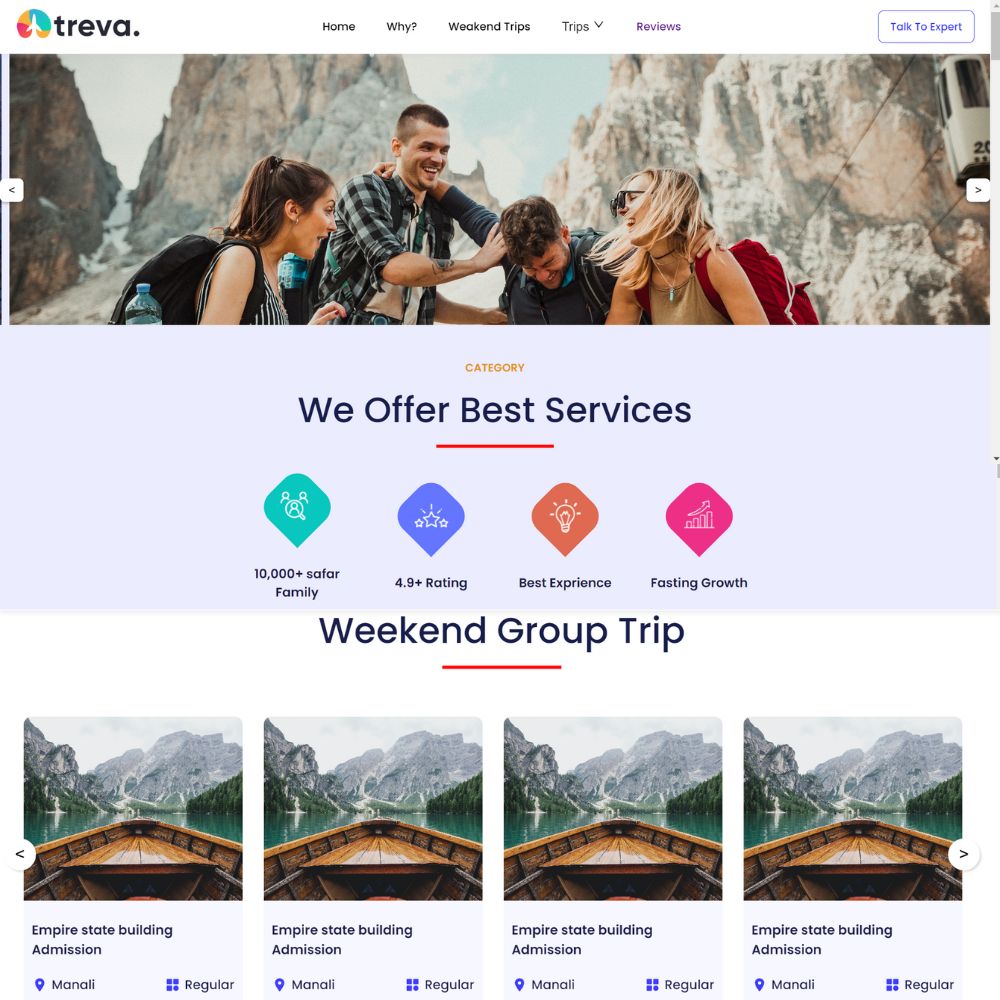 treva.
Home Why? Weakend Trips Trips Reviews Talk To Expert
20
< >
CATEGORY
We Offer Best Services
10,000+ safar
Family
4.9+ Rating
Best Exprience
Fasting Growth
Weekend Group Trip
< >
Empire state building
Admission
Manali Regular
Empire state building
Admission
Manali Regular
Empire state building
Admission
Manali Regular
Empire state building
Admission
Manali Regular